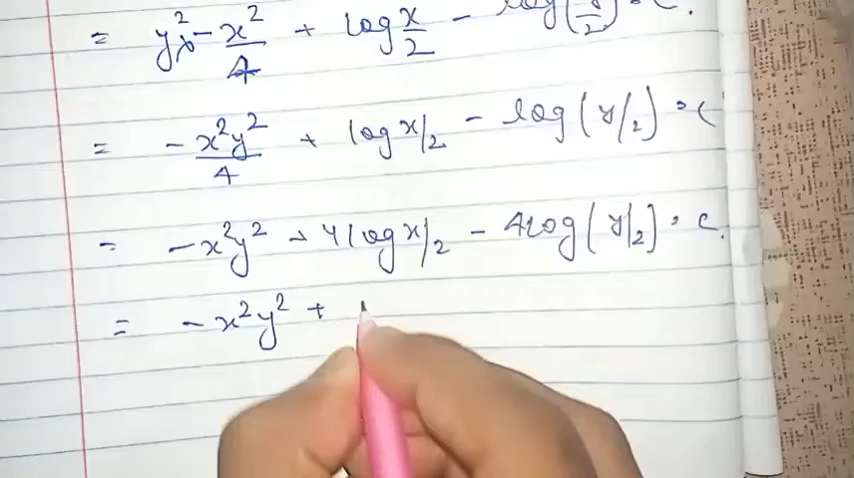 = y² × - x²/4 + log x/2 - log(y/2) = C.
= - x²y²/4 + log x/2 - log(y/2) = C
= - x²y² + 4 log x/2 - 4 log(y/2) = C.
= - x²y² +